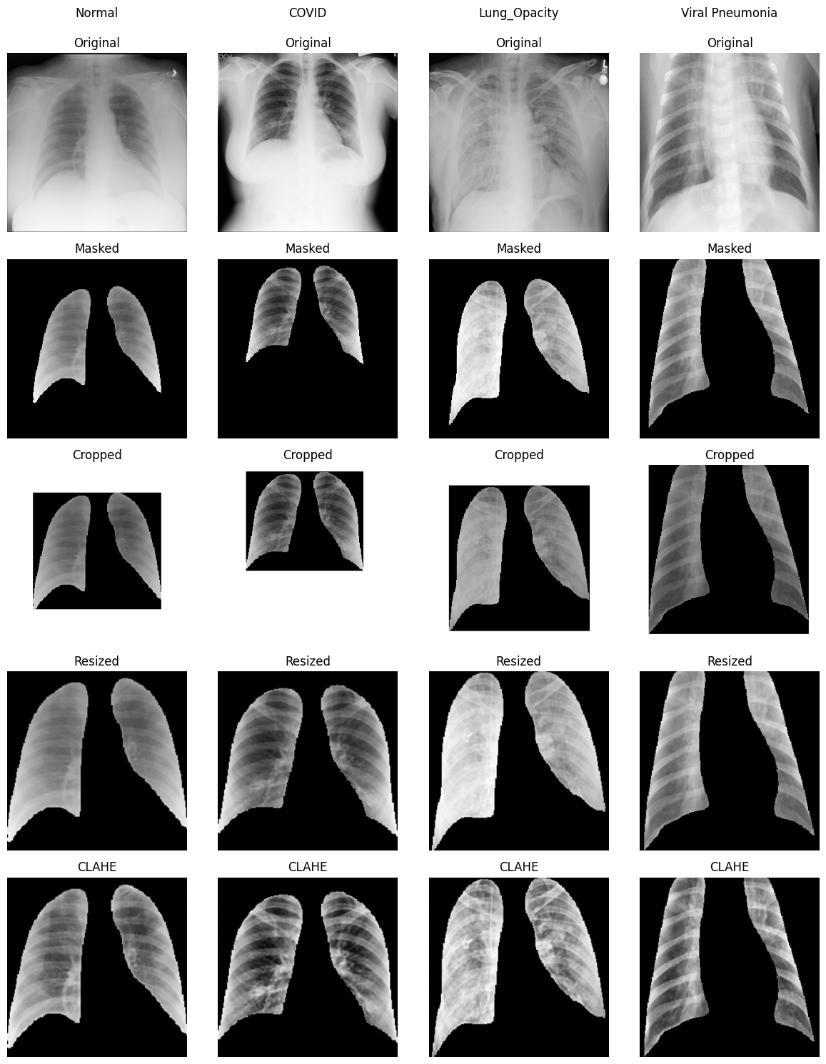 Normal COVID Lung_Opacity Viral Pneumonia
Original Original Original Original
L
Masked Masked Masked Masked
Cropped Cropped Cropped Cropped
Resized Resized Resized Resized
CLAHE CLAHE CLAHE CLAHE